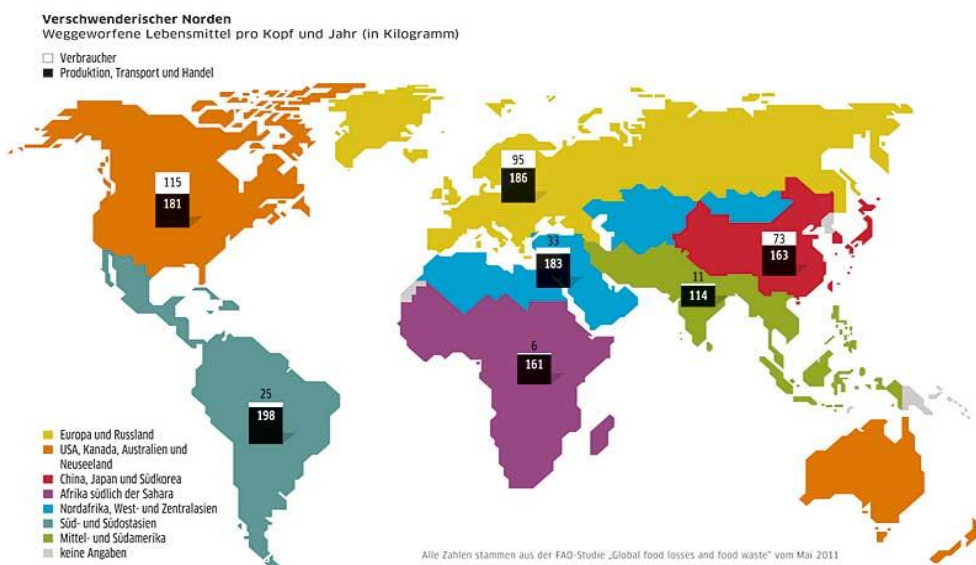 Verschwenderischer Norden
Weggeworfene Lebensmittel pro Kopf und Jahr (in Kilogramm)
Verbraucher
Produktion, Transport und Handel
115
181
95
186
33
183
73
163
11
114
6
161
25
198
Europa und Russland
USA, Kanada, Australien und
Neuseeland
China, Japan und Südkorea
Afrika südlich der Sahara
Nordafrika, West- und Zentralasien
Süd- und Südostasien
Mittel- und Südamerika
keine Angaben
Alle Zahlen stammen aus der FAO-Studie „Global food losses and food waste" vom Mai 2011